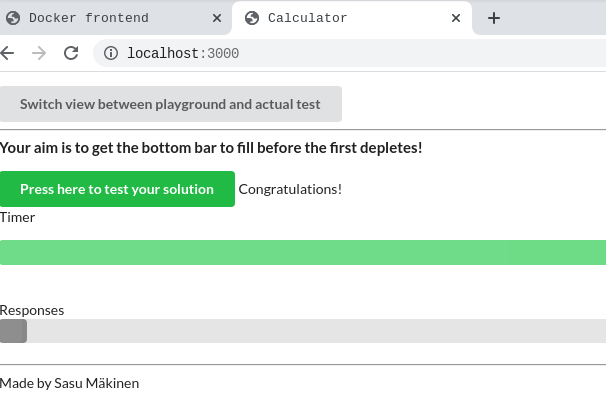 Docker frontend
Calculator
localhost:3000
Switch view between playground and actual test
Your aim is to get the bottom bar to fill before the first depletes!
Press here to test your solution Congratulations!
Timer
Responses
Made by Sasu Mäkinen